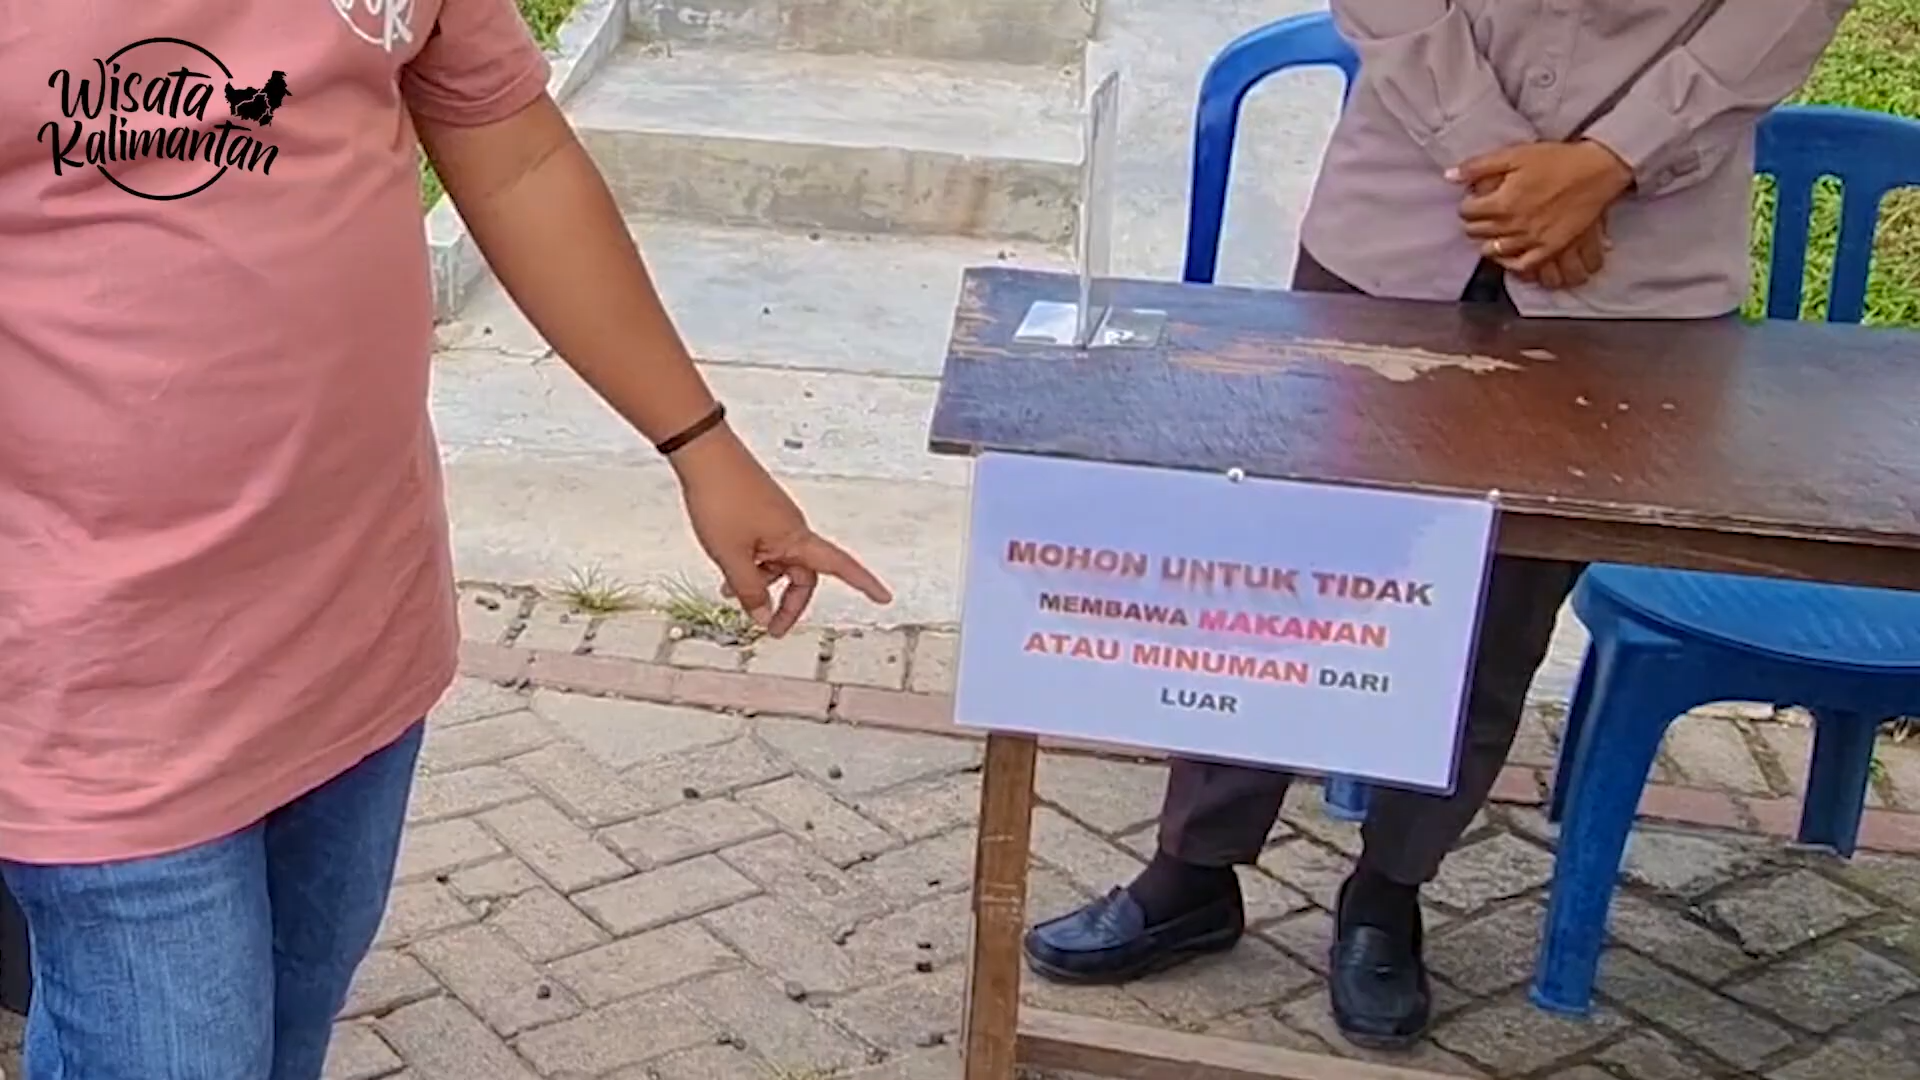 Wisata
Kalimantan
MOHON UNTUK TIDAK
MEMBAWA MAKANAN
ATAU MINUMAN DARI
LUAR